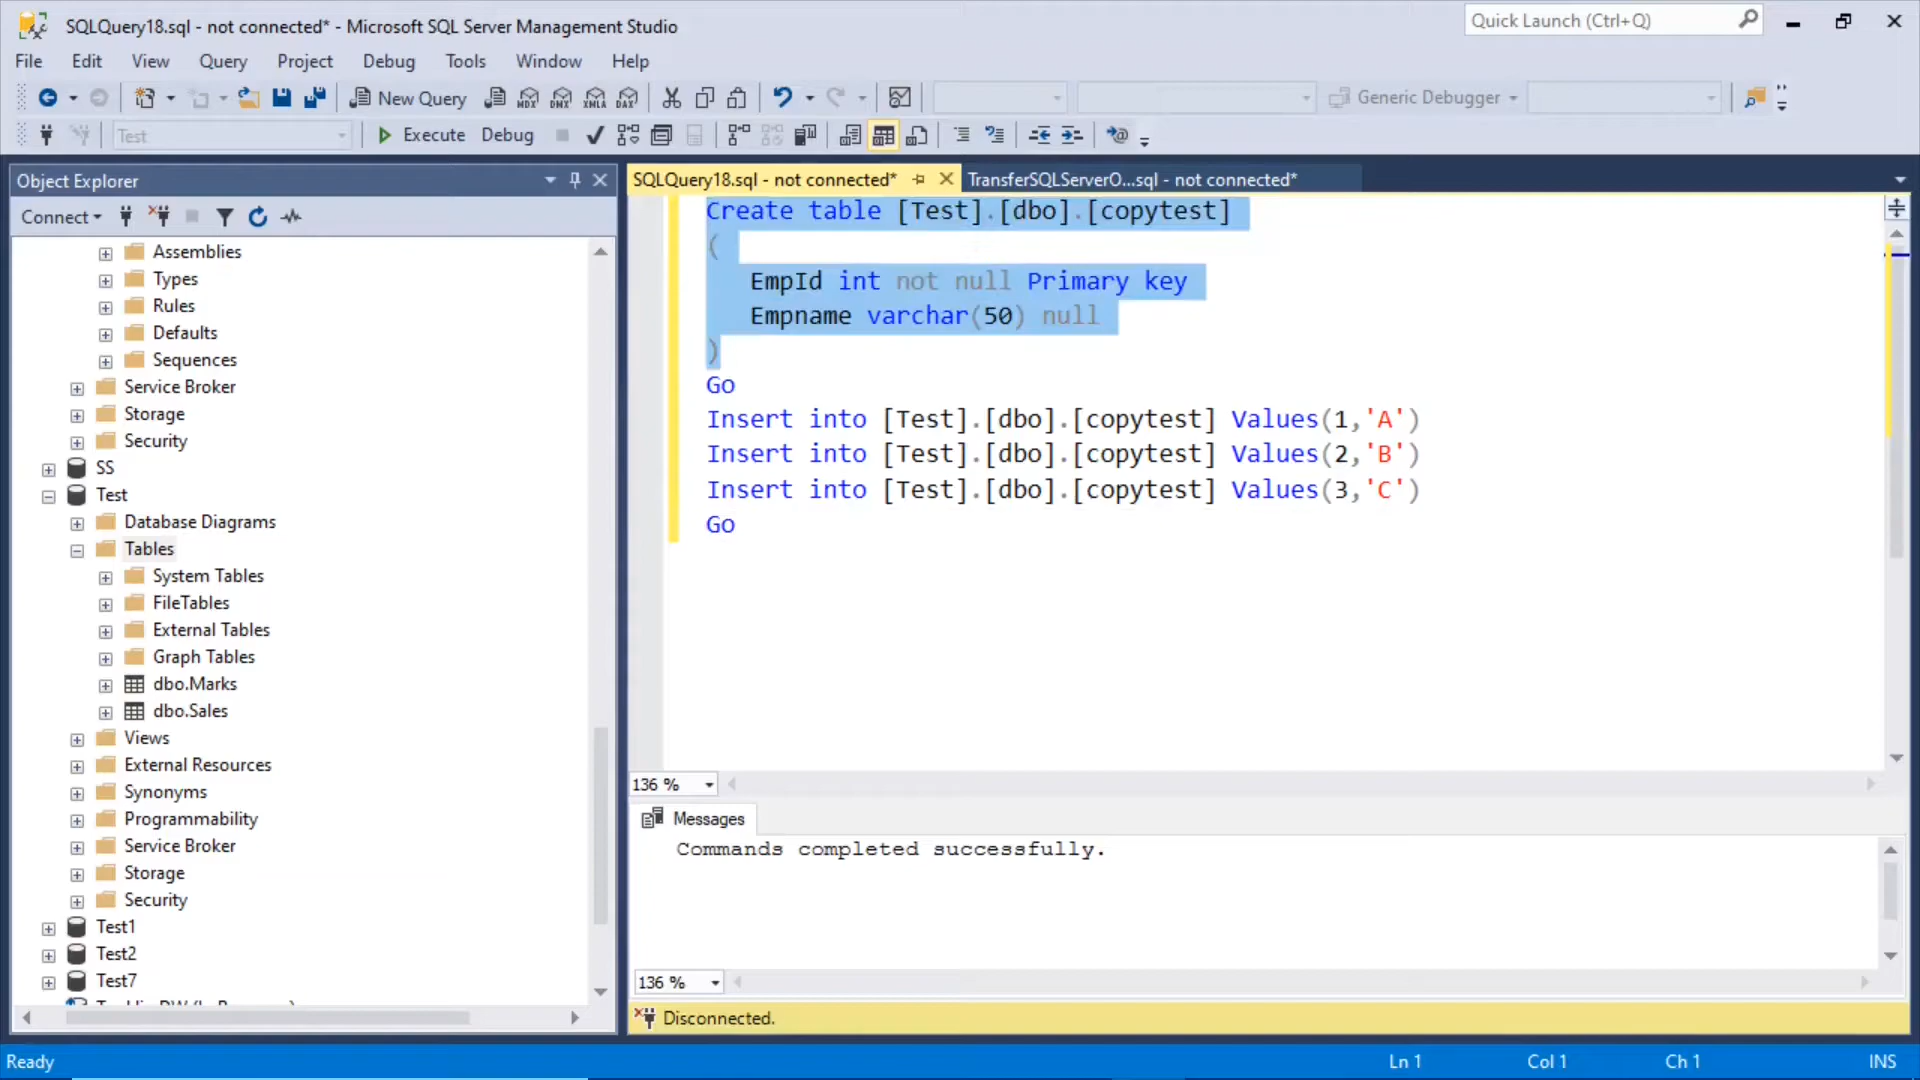 SQLQuery18.sql - not connected* - Microsoft SQL Server Management Studio
Quick Launch (Ctrl+Q)
File Edit View Query Project Debug Tools Window Help
New Query MDX DMX XMLA DAX Generic Debugger
Test Execute Debug
Object Explorer
Connect
Assemblies
Types
Rules
Defaults
Sequences
Service Broker
Storage
Security
SS
Test
Database Diagrams
Tables
System Tables
FileTables
External Tables
Graph Tables
dbo.Marks
dbo.Sales
Views
External Resources
Synonyms
Programmability
Service Broker
Storage
Security
Test1
Test2
Test7
SQLQuery18.sql - not connected*
TransferSQLServerO...sql - not connected*
Create table [Test].[dbo].[copytest]
(
EmpId int not null Primary key
Empname varchar(50) null
)
Go
Insert into [Test].[dbo].[copytest] Values(1,'A')
Insert into [Test].[dbo].[copytest] Values(2,'B')
Insert into [Test].[dbo].[copytest] Values(3,'C')
Go
136 %
Messages
Commands completed successfully.
136 %
Disconnected.
Ready
Ln 1 Col 1 Ch 1 INS